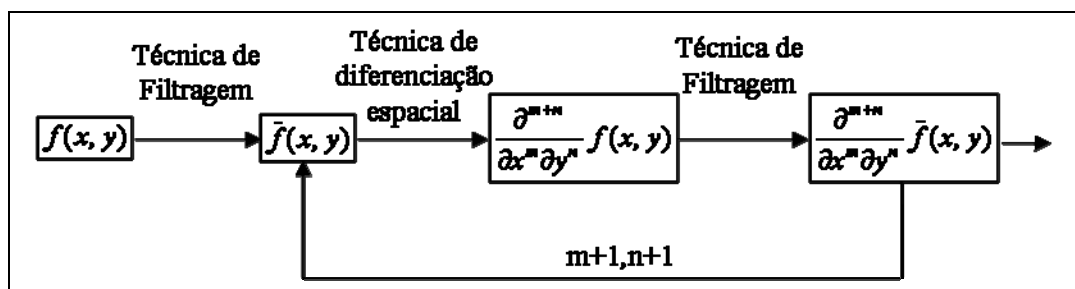 Técnica de
Filtragem
Técnica de
diferenciação
espacial
Técnica de
Filtragem
f(x, y)
f̄(x, y)
∂^{m+n}/∂x^m∂y^n f(x, y)
∂^{m+n}/∂x^m∂y^n f̄(x, y)
m+1,n+1